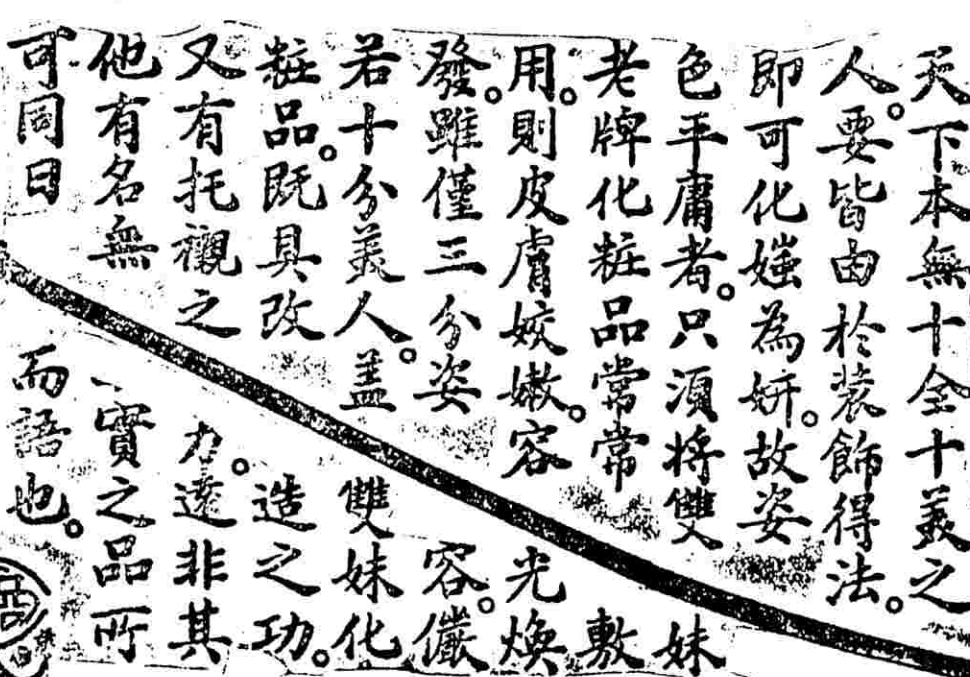 天下本無十全十美之
人。要皆由於裝飾得法。
即可化媸為妍。故姿
色平庸者。只須將雙妹
老牌化粧品常常敷
用。則皮膚姣嫩。容光煥
發。雖僅三分姿容。儼
若十分美人。蓋雙妹化
粧品。既具改造之功。
又有托襯之力。遠非其
他有名無實之品所
可同日而語也。